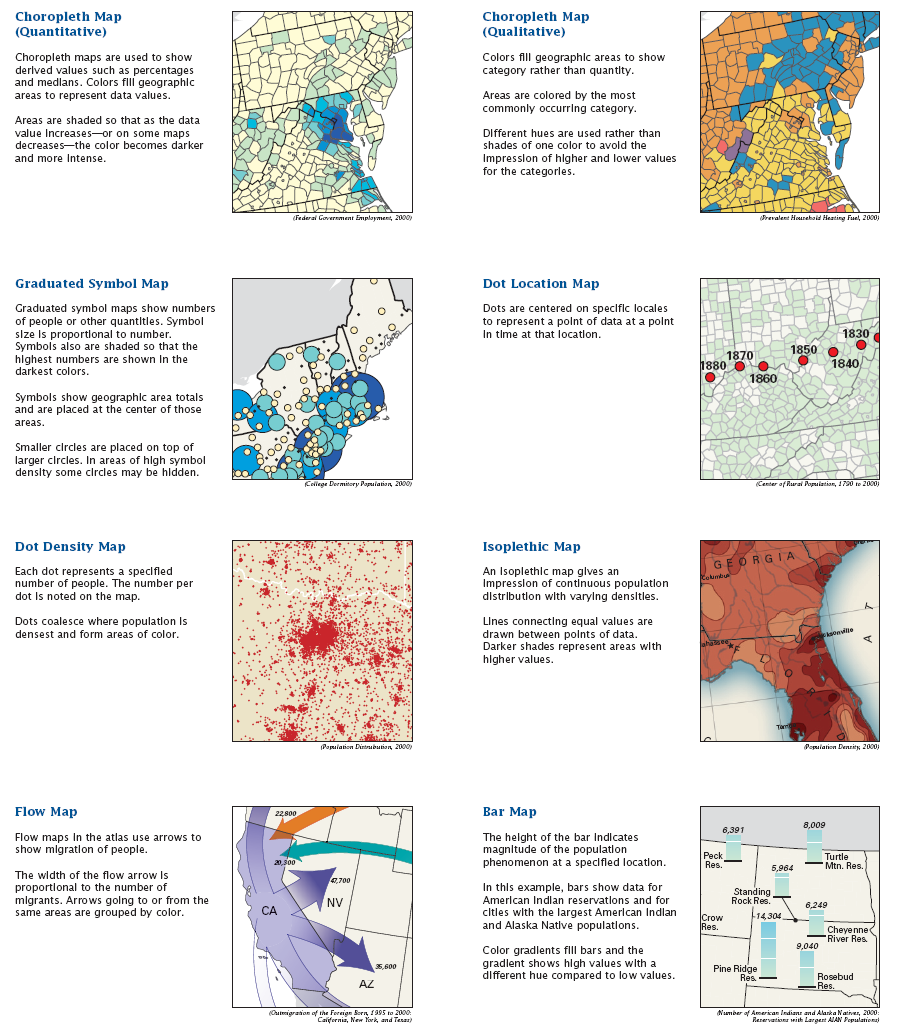 Choropleth Map
(Quantitative)
Choropleth maps are used to show
derived values such as percentages
and medians. Colors fill geographic
areas to represent data values.
Areas are shaded so that as the data
value increases—or on some maps
decreases—the color becomes darker
and more intense.
(Federal Government Employment, 2000)
Choropleth Map
(Qualitative)
Colors fill geographic areas to show
category rather than quantity.
Areas are colored by the most
commonly occurring category.
Different hues are used rather than
shades of one color to avoid the
impression of higher and lower values
for the categories.
(Prevalent Household Heating Fuel, 2000)
Graduated Symbol Map
Graduated symbol maps show numbers
of people or other quantities. Symbol
size is proportional to number.
Symbols also are shaded so that the
highest numbers are shown in the
darkest colors.
Symbols show geographic area totals
and are placed at the center of those
areas.
Smaller circles are placed on top of
larger circles. In areas of high symbol
density some circles may be hidden.
(College Dormitory Population, 2000)
Dot Location Map
Dots are centered on specific locales
to represent a point of data at a point
in time at that location.
1830
1850
1870
1880
1840
1860
(Center of Rural Population, 1790 to 2000)
Dot Density Map
Each dot represents a specified
number of people. The number per
dot is noted on the map.
Dots coalesce where population is
densest and form areas of color.
(Population Distrubution, 2000)
Isoplethic Map
An isoplethic map gives an
impression of continuous population
distribution with varying densities.
Lines connecting equal values are
drawn between points of data.
Darker shades represent areas with
higher values.
GEORGIA
Columbus
Jacksonville
ahassee
A T
F L O R I D
Tam
(Population Density, 2000)
Flow Map
Flow maps in the atlas use arrows to
show migration of people.
The width of the flow arrow is
proportional to the number of
migrants. Arrows going to or from the
same areas are grouped by color.
22,800
20,300
47,700
NV
CA
35,600
AZ
(Outmigration of the Foreign Born, 1995 to 2000:
California, New York, and Texas)
Bar Map
The height of the bar indicates
magnitude of the population
phenomenon at a specified location.
In this example, bars show data for
American Indian reservations and for
cities with the largest American Indian
and Alaska Native populations.
Color gradients fill bars and the
gradient shows high values with a
different hue compared to low values.
8,009
6,391
Peck
Res.
Turtle
Mtn. Res.
5,964
Standing
Rock Res.
6,249
14,304
Crow
Res.
Cheyenne
River Res.
9,040
Pine Ridge
Res.
Rosebud
Res.
(Number of American Indians and Alaska Natives, 2000:
Reservations with Largest AIAN Populations)